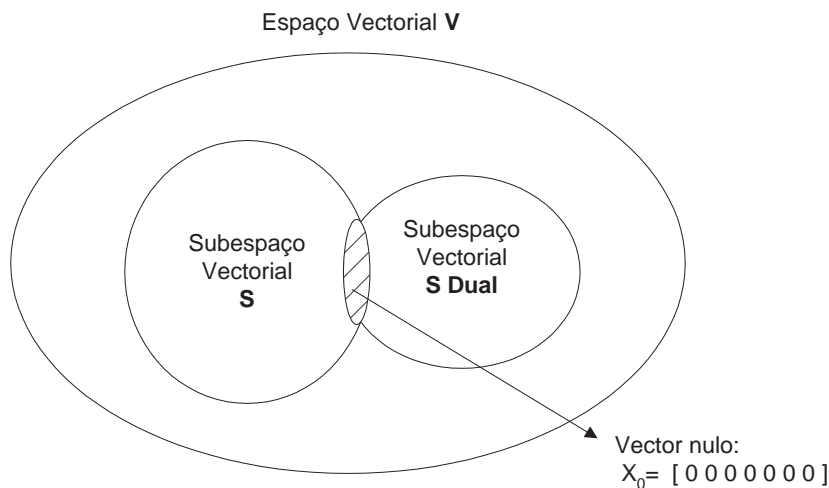 Espaço Vectorial V
Subespaço
Vectorial
S
Subespaço
Vectorial
S Dual
Vector nulo:
X₀= [ 0 0 0 0 0 0 0 ]